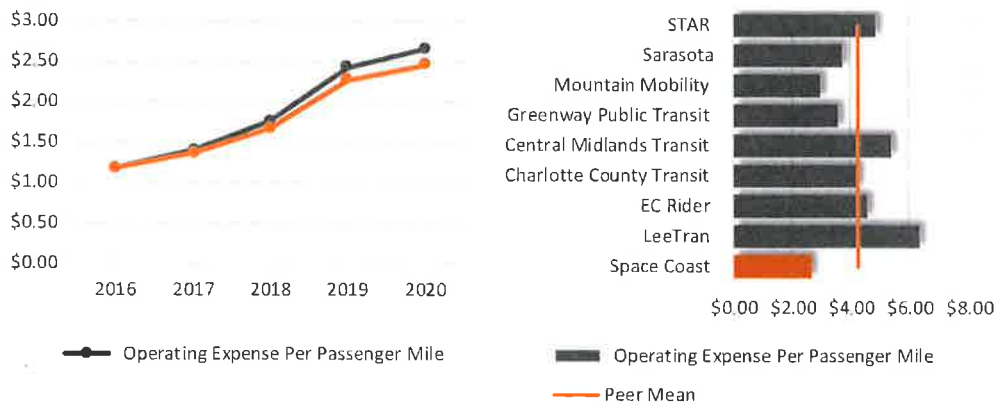 $3.00
$2.50
$2.00
$1.50
$1.00
$0.50
$0.00
2016 2017 2018 2019 2020
Operating Expense Per Passenger Mile
STAR
Sarasota
Mountain Mobility
Greenway Public Transit
Central Midlands Transit
Charlotte County Transit
EC Rider
LeeTran
Space Coast
$0.00 $2.00 $4.00 $6.00 $8.00
Operating Expense Per Passenger Mile
Peer Mean